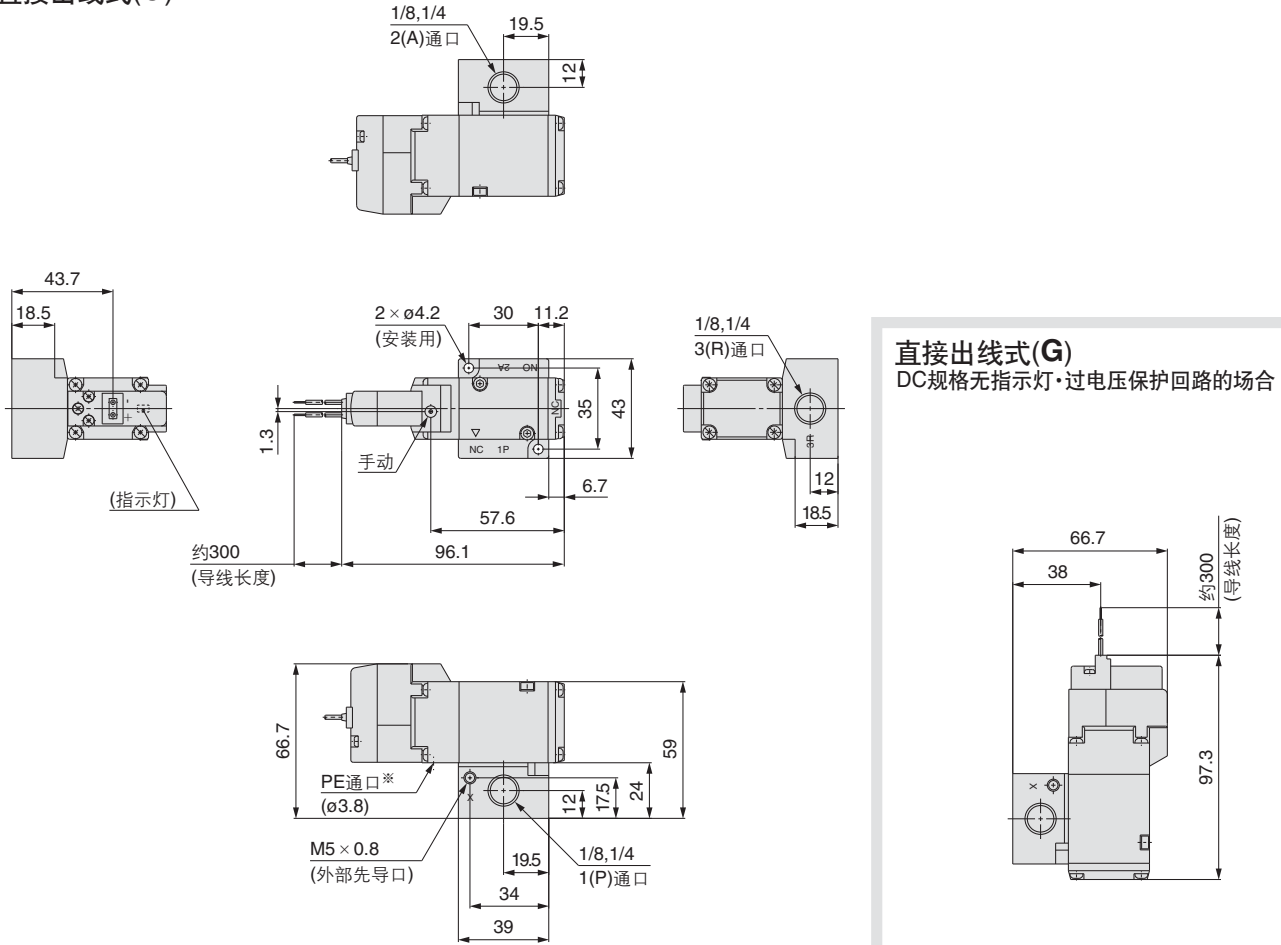 直接出线式(G)
1/8,1/4
2(A)通口
19.5
12
43.7
18.5
(指示灯)
-
+
2×ø4.2
(安装用)
30
11.2
2A
NO
NC
35
43
1.3
手动
NC
1P
6.7
57.6
96.1
约300
(导线长度)
1/8,1/4
3(R)通口
3R
12
18.5
66.7
59
PE通口※
(ø3.8)
X
12
17.5
24
M5×0.8
(外部先导口)
19.5
1/8,1/4
1(P)通口
34
39
直接出线式(G)
DC规格无指示灯·过电压保护回路的场合
66.7
38
约300
(导线长度)
97.3
X